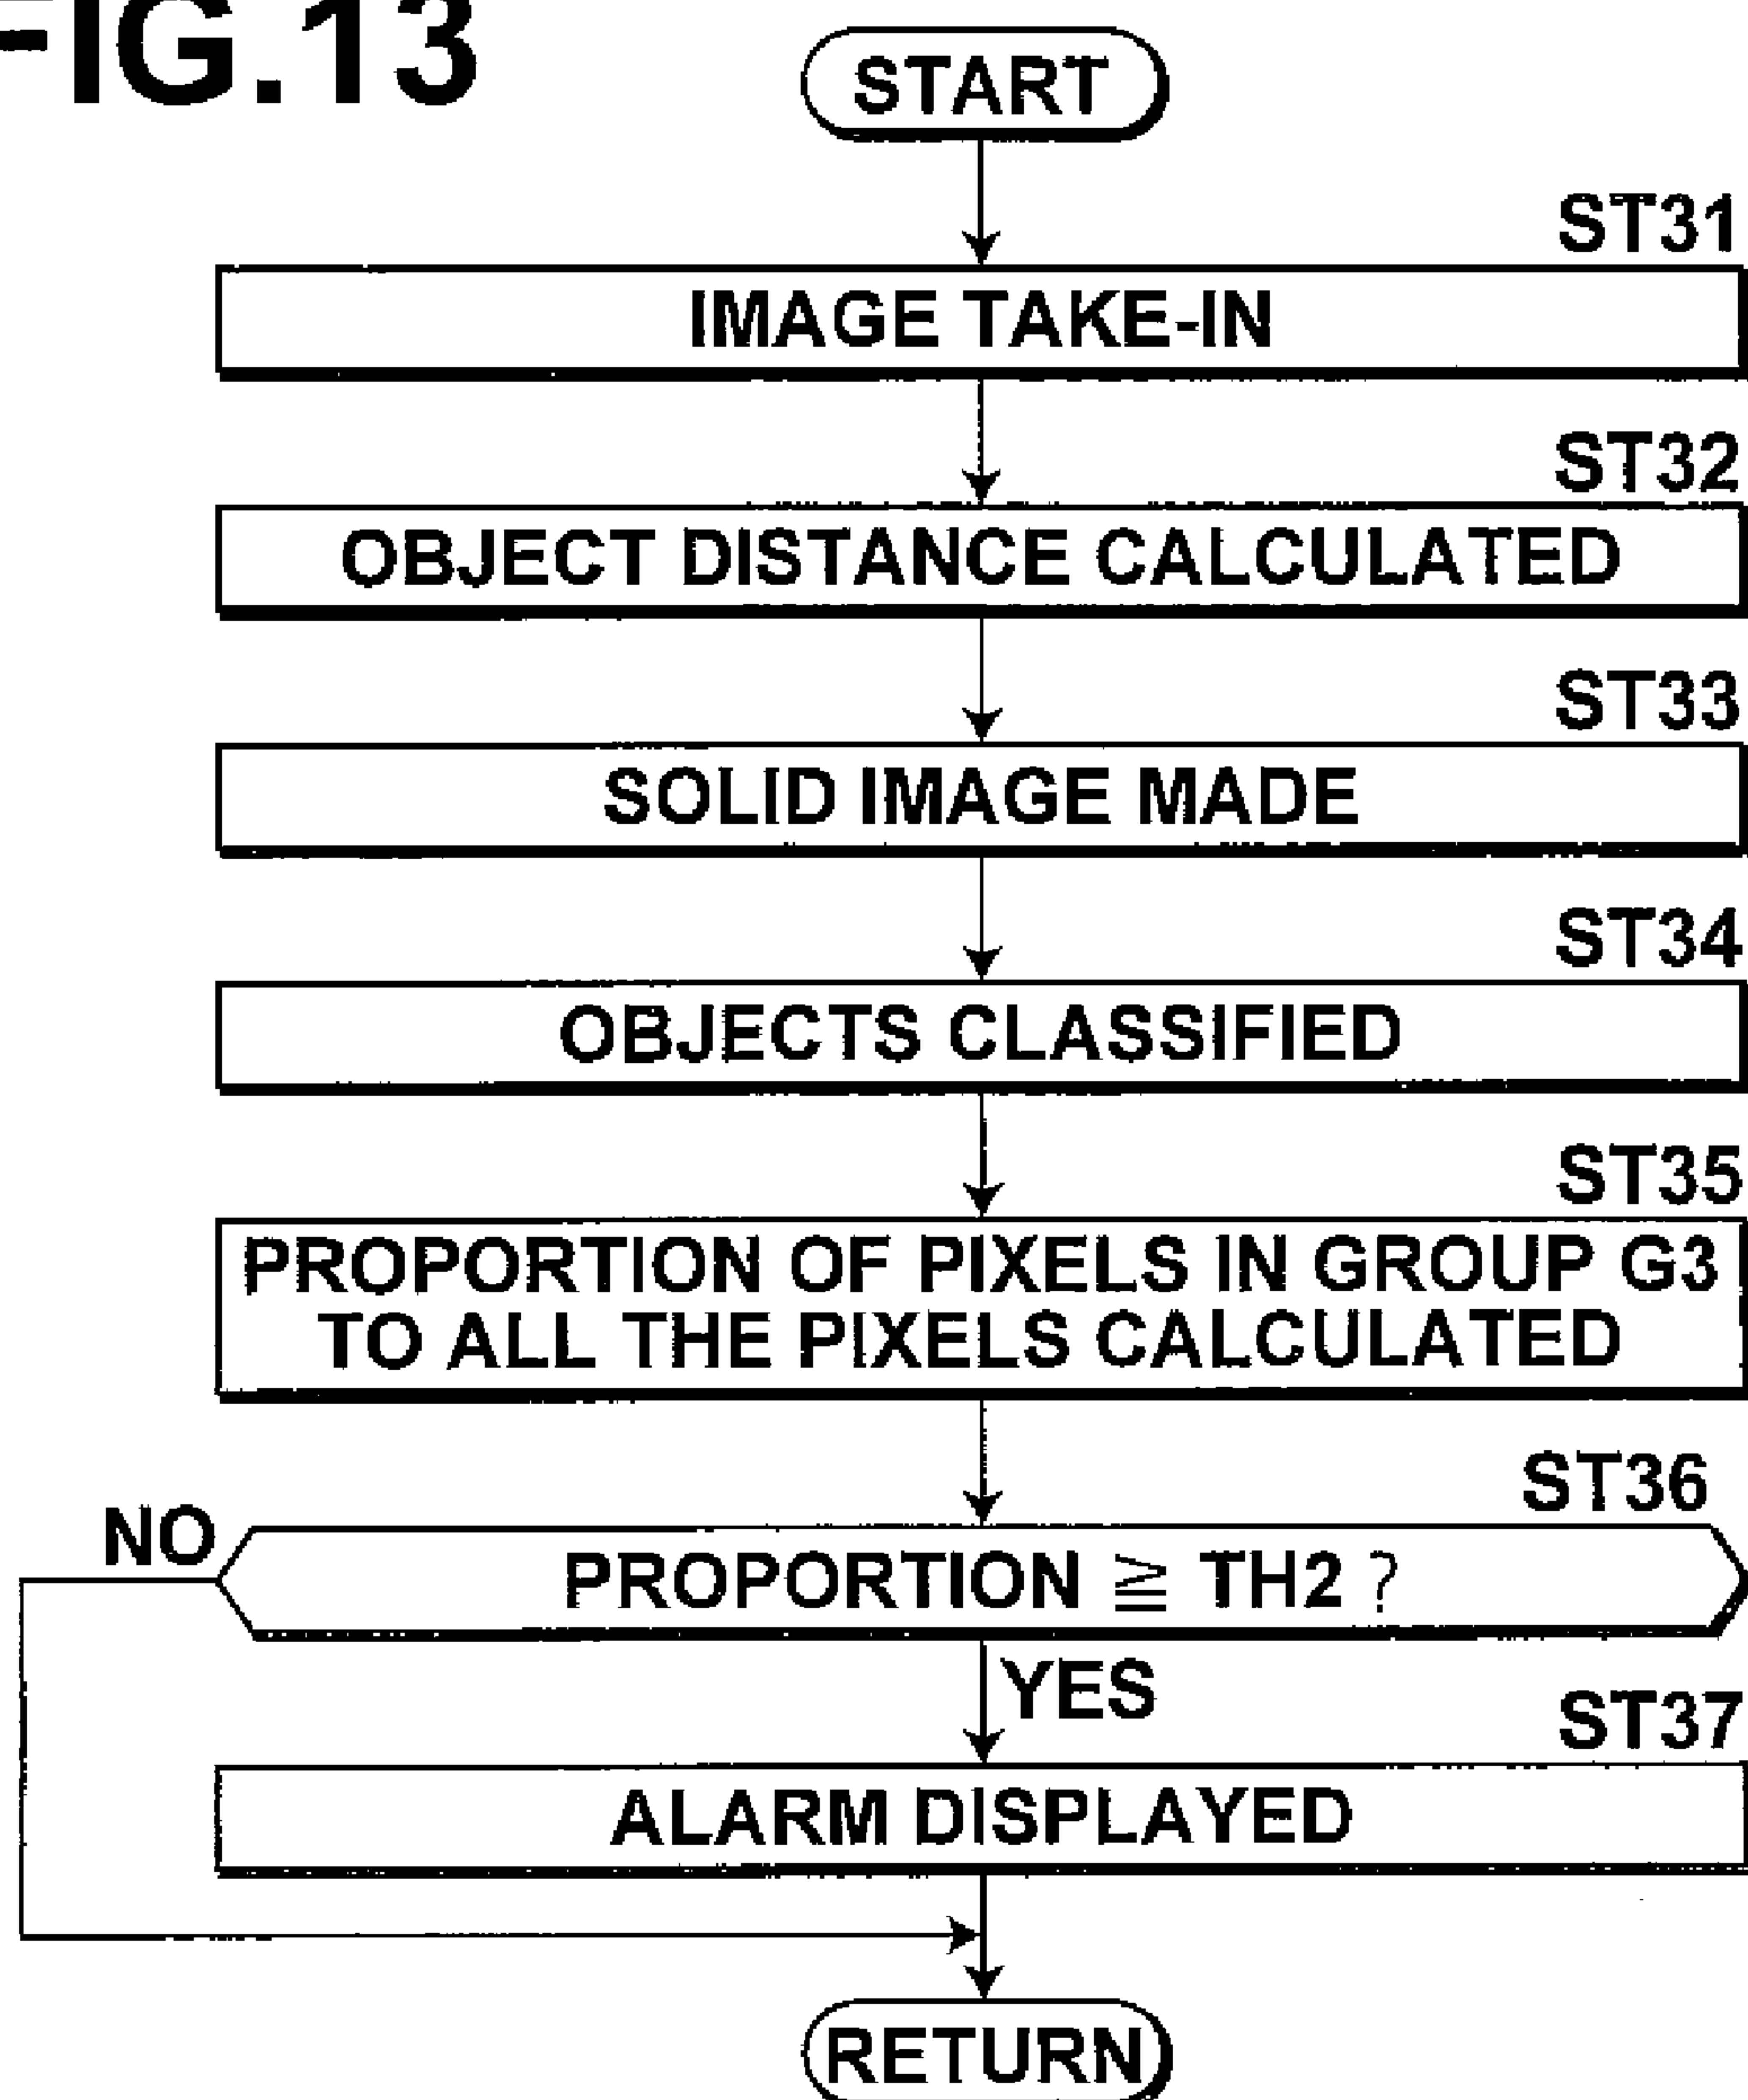 FIG.13
START
ST31
IMAGE TAKE-IN
ST32
OBJECT DISTANCE CALCULATED
ST33
SOLID IMAGE MADE
ST34
OBJECTS CLASSIFIED
ST35
PROPORTION OF PIXELS IN GROUP G3
TO ALL THE PIXELS CALCULATED
ST36
NO
PROPORTION ≧ TH2 ?
YES
ST37
ALARM DISPLAYED
RETURN